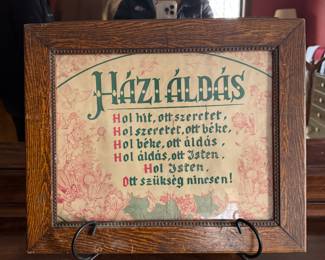 HÁZI ÁLDÁS
Hol hit, ott szeretet,
Hol szeretet, ott béke,
Hol béke, ott áldás,
Hol áldás, ott Isten.
Hol Isten,
Ott szükség nincsen!